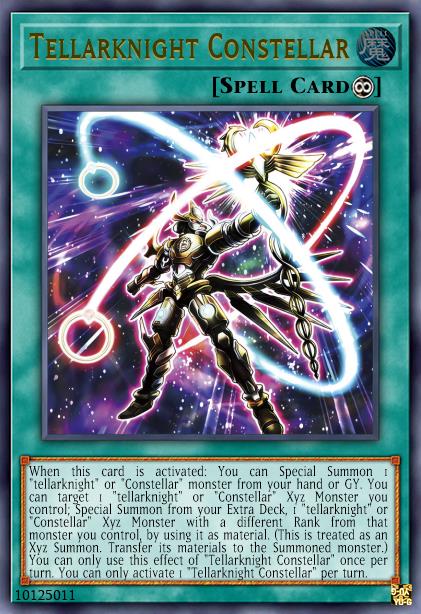 TELLARKNIGHT CONSTELLAR
魔
[SPELL CARD∞]
When this card is activated: You can Special Summon 1
"tellarknight" or "Constellar" monster from your hand or GY. You
can target 1 "tellarknight" or "Constellar" Xyz Monster you
control; Special Summon from your Extra Deck, 1 "tellarknight" or
"Constellar" Xyz Monster with a different Rank from that
monster you control, by using it as material. (This is treated as an
Xyz Summon. Transfer its materials to the Summoned monster.)
You can only use this effect of "Tellarknight Constellar" once per
turn. You can only activate 1 "Tellarknight Constellar" per turn.
10125011